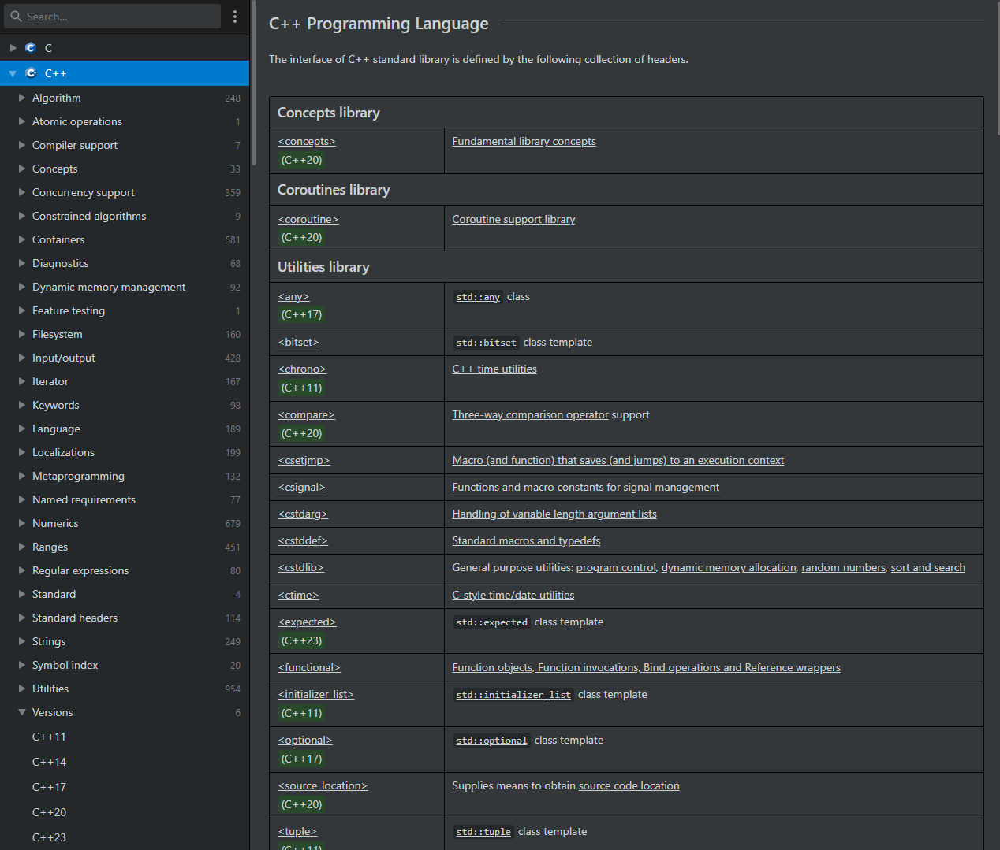 Search...
C
C++
Algorithm 248
Atomic operations 1
Compiler support 7
Concepts 33
Concurrency support 359
Constrained algorithms 9
Containers 581
Diagnostics 68
Dynamic memory management 92
Feature testing 1
Filesystem 160
Input/output 428
Iterator 167
Keywords 98
Language 189
Localizations 199
Metaprogramming 132
Named requirements 77
Numerics 679
Ranges 451
Regular expressions 80
Standard 4
Standard headers 114
Strings 249
Symbol index 20
Utilities 954
Versions 6
C++11
C++14
C++17
C++20
C++23
C++ Programming Language
The interface of C++ standard library is defined by the following collection of headers.
Concepts library
<concepts> Fundamental library concepts
(C++20)
Coroutines library
<coroutine> Coroutine support library
(C++20)
Utilities library
<any> std::any class
(C++17)
<bitset> std::bitset class template
<chrono> C++ time utilities
(C++11)
<compare> Three-way comparison operator support
(C++20)
<csetjmp> Macro (and function) that saves (and jumps) to an execution context
<csignal> Functions and macro constants for signal management
<cstdarg> Handling of variable length argument lists
<cstddef> Standard macros and typedefs
<cstdlib> General purpose utilities: program control, dynamic memory allocation, random numbers, sort and search
<ctime> C-style time/date utilities
<expected> std::expected class template
(C++23)
<functional> Function objects, Function invocations, Bind operations and Reference wrappers
<initializer_list> std::initializer_list class template
(C++11)
<optional> std::optional class template
(C++17)
<source_location> Supplies means to obtain source code location
(C++20)
<tuple> std::tuple class template
(C++11)